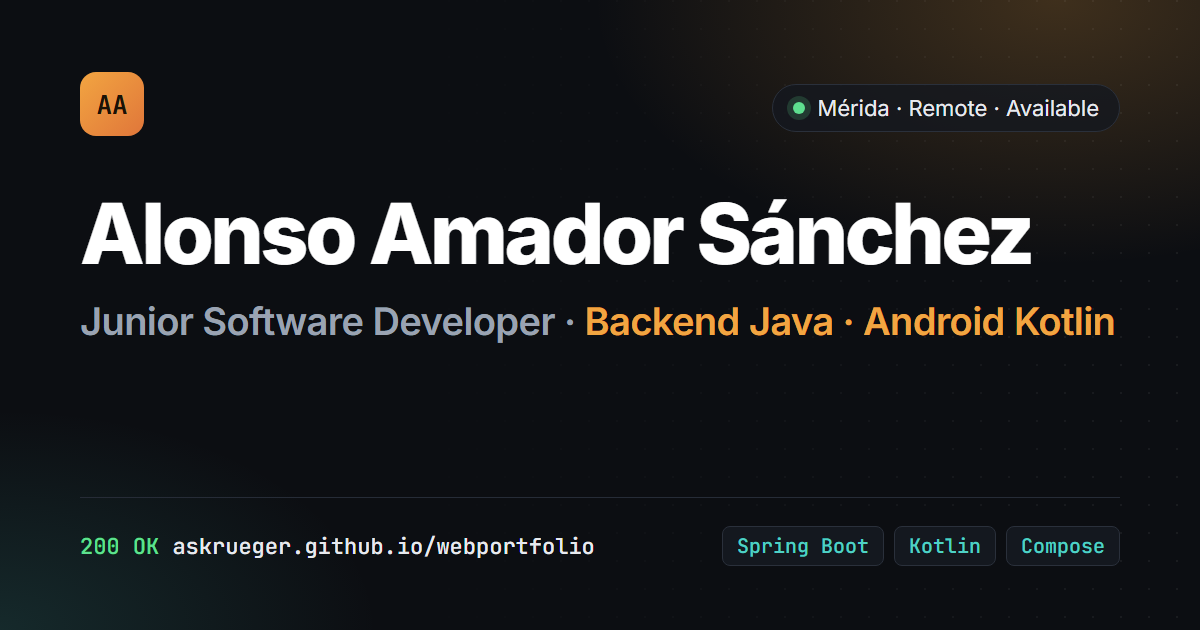 AA
Mérida · Remote · Available
Alonso Amador Sánchez
Junior Software Developer · Backend Java · Android Kotlin
200 OK askrueger.github.io/webportfolio
Spring Boot Kotlin Compose